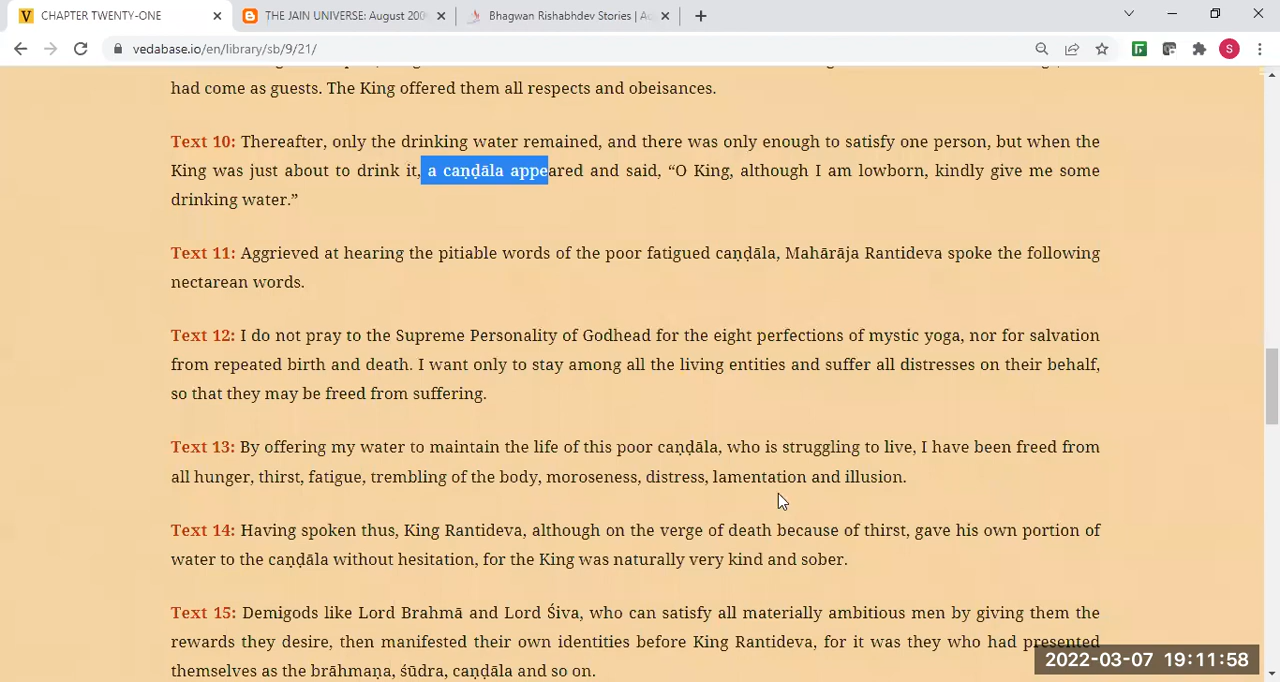 CHAPTER TWENTY-ONE
THE JAIN UNIVERSE: August 200
Bhagwan Rishabhdev Stories |
vedabase.io/en/library/sb/9/21/
S
had come as guests. The King offered them all respects and obeisances.
Text 10: Thereafter, only the drinking water remained, and there was only enough to satisfy one person, but when the
King was just about to drink it, a caṇḍāla appeared and said, “O King, although I am lowborn, kindly give me some
drinking water.”
Text 11: Aggrieved at hearing the pitiable words of the poor fatigued caṇḍāla, Mahārāja Rantideva spoke the following
nectarean words.
Text 12: I do not pray to the Supreme Personality of Godhead for the eight perfections of mystic yoga, nor for salvation
from repeated birth and death. I want only to stay among all the living entities and suffer all distresses on their behalf,
so that they may be freed from suffering.
Text 13: By offering my water to maintain the life of this poor caṇḍāla, who is struggling to live, I have been freed from
all hunger, thirst, fatigue, trembling of the body, moroseness, distress, lamentation and illusion.
Text 14: Having spoken thus, King Rantideva, although on the verge of death because of thirst, gave his own portion of
water to the caṇḍāla without hesitation, for the King was naturally very kind and sober.
Text 15: Demigods like Lord Brahmā and Lord Śiva, who can satisfy all materially ambitious men by giving them the
rewards they desire, then manifested their own identities before King Rantideva, for it was they who had presented
themselves as the brāhmaṇa, śūdra, caṇḍāla and so on.
2022-03-07 19:11:58